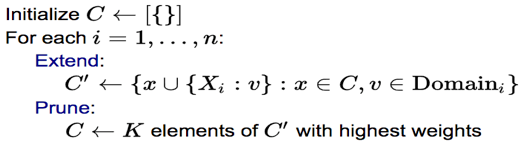 Initialize C ← [{}]
For each i = 1, . . . , n:
Extend:
C′ ← {x ∪ {Xᵢ : v} : x ∈ C, v ∈ Domainᵢ}
Prune:
C ← K elements of C′ with highest weights